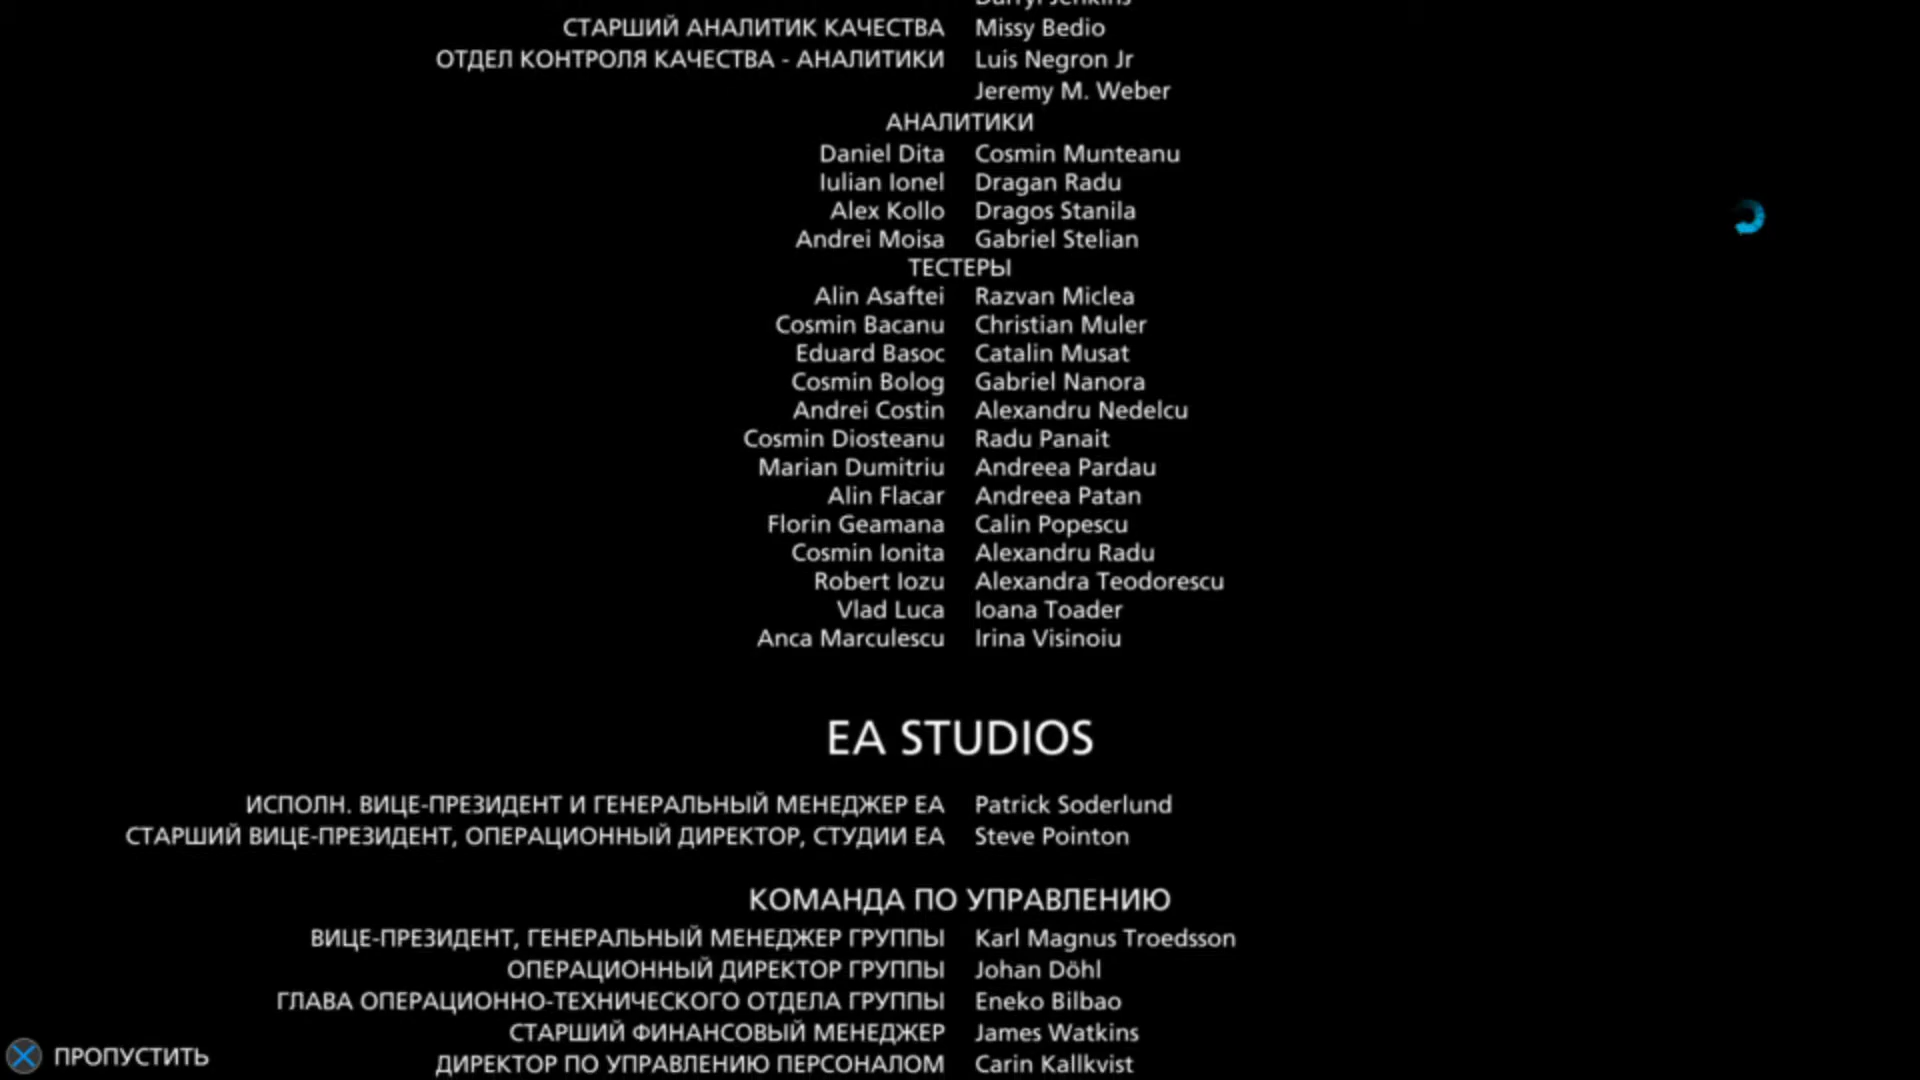 СТАРШИЙ АНАЛИТИК КАЧЕСТВА Missy Bedio
ОТДЕЛ КОНТРОЛЯ КАЧЕСТВА - АНАЛИТИКИ Luis Negron Jr
Jeremy M. Weber
АНАЛИТИКИ
Daniel Dita Cosmin Munteanu
Iulian Ionel Dragan Radu
Alex Kollo Dragos Stanila
Andrei Moisa Gabriel Stelian
ТЕСТЕРЫ
Alin Asaftei Razvan Miclea
Cosmin Bacanu Christian Muler
Eduard Basoc Catalin Musat
Cosmin Bolog Gabriel Nanora
Andrei Costin Alexandru Nedelcu
Cosmin Diosteanu Radu Panait
Marian Dumitriu Andreea Pardau
Alin Flacar Andreea Patan
Florin Geamana Calin Popescu
Cosmin Ionita Alexandru Radu
Robert Iozu Alexandra Teodorescu
Vlad Luca Ioana Toader
Anca Marculescu Irina Visinoiu
EA STUDIOS
ИСПОЛН. ВИЦЕ-ПРЕЗИДЕНТ И ГЕНЕРАЛЬНЫЙ МЕНЕДЖЕР EA Patrick Soderlund
СТАРШИЙ ВИЦЕ-ПРЕЗИДЕНТ, ОПЕРАЦИОННЫЙ ДИРЕКТОР, СТУДИИ EA Steve Pointon
КОМАНДА ПО УПРАВЛЕНИЮ
ВИЦЕ-ПРЕЗИДЕНТ, ГЕНЕРАЛЬНЫЙ МЕНЕДЖЕР ГРУППЫ Karl Magnus Troedsson
ОПЕРАЦИОННЫЙ ДИРЕКТОР ГРУППЫ Johan Döhl
ГЛАВА ОПЕРАЦИОННО-ТЕХНИЧЕСКОГО ОТДЕЛА ГРУППЫ Eneko Bilbao
СТАРШИЙ ФИНАНСОВЫЙ МЕНЕДЖЕР James Watkins
ДИРЕКТОР ПО УПРАВЛЕНИЮ ПЕРСОНАЛОМ Carin Kallkvist
ПРОПУСТИТЬ